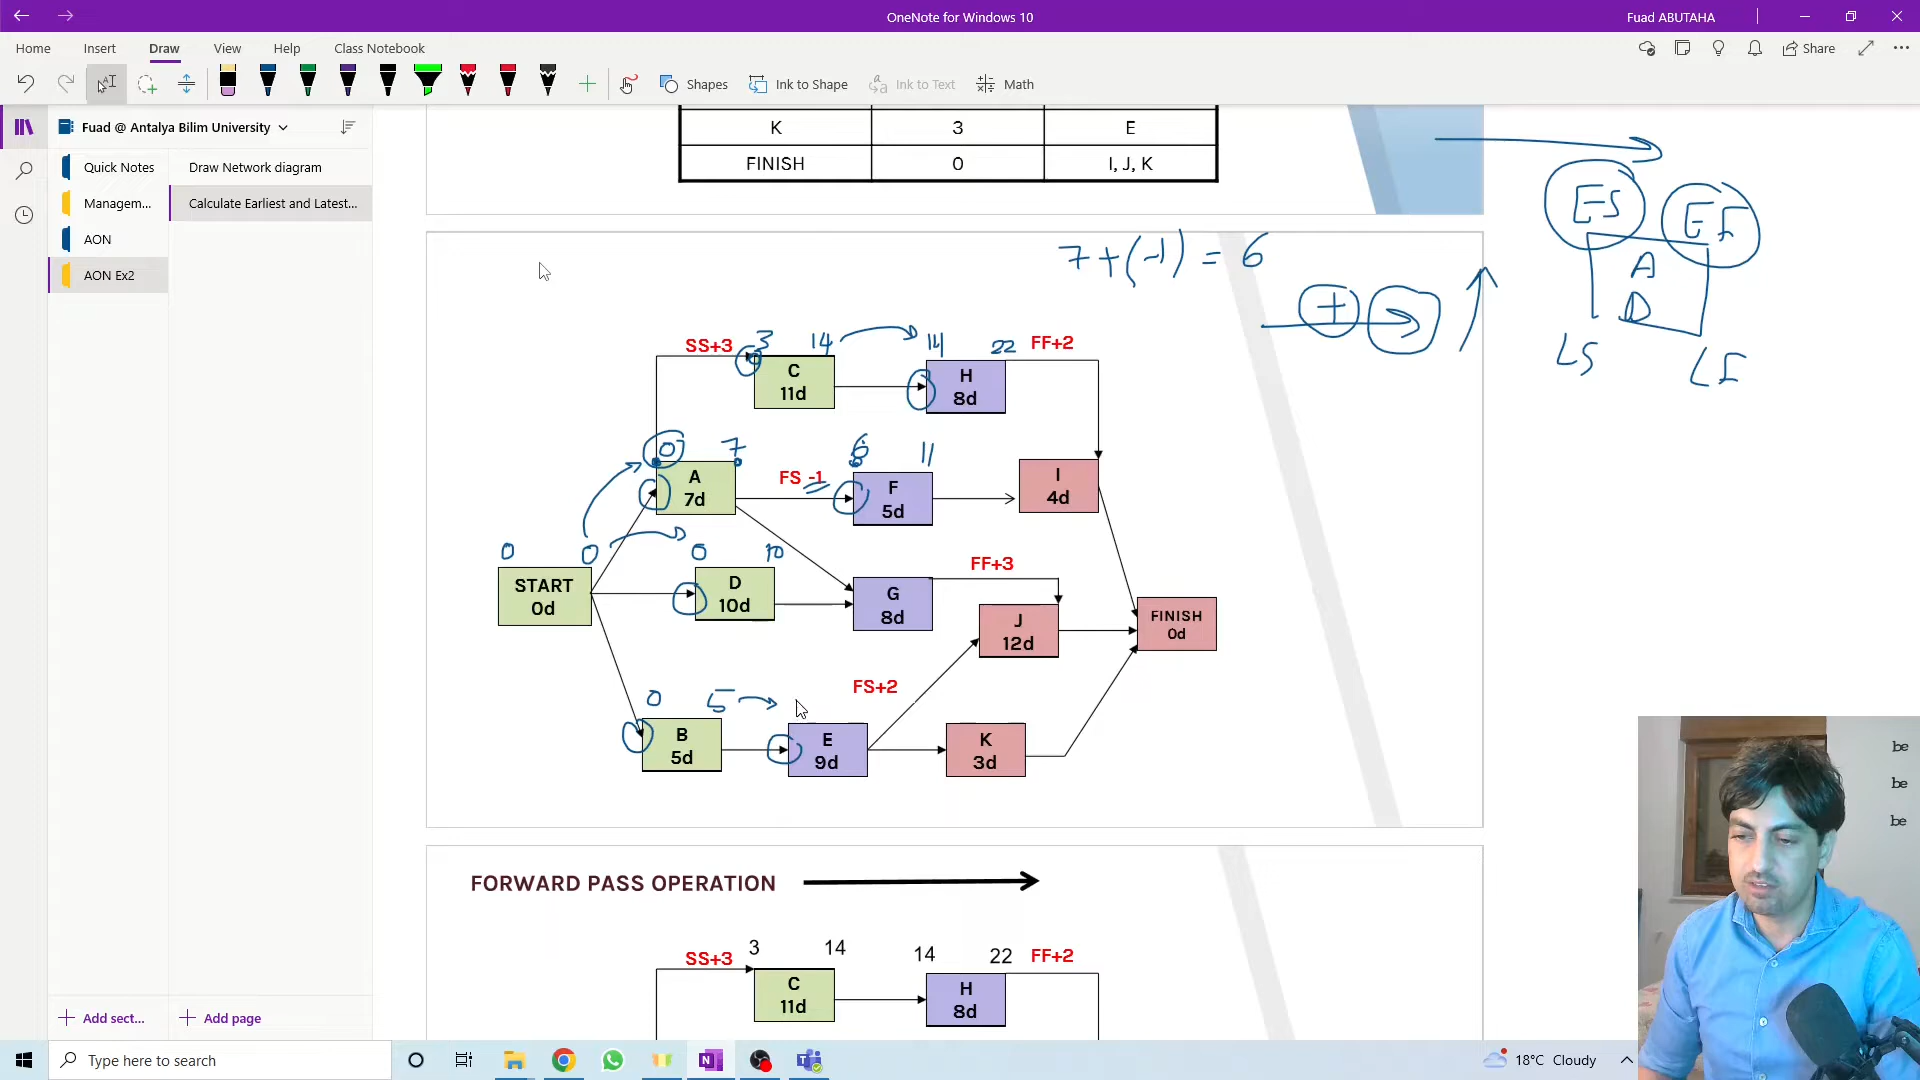 OneNote for Windows 10
Fuad ABUTAHA
Home Insert Draw View Help Class Notebook
Share
Shapes Ink to Shape Ink to Text Math
Fuad @ Antalya Bilim University
Quick Notes
Managem...
AON
AON Ex2
Draw Network diagram
Calculate Earliest and Latest...
K 3 E
FINISH 0 I, J, K
7+(-1) = 6
+
ES EF
A
D
LS LF
SS+3 3 14 14 22 FF+2
C
11d
H
8d
0 7 6 11
A
7d
FS -1
F
5d
I
4d
0 0 0 10
START
0d
D
10d
G
8d
FF+3
J
12d
FINISH
0d
FS+2
0 5
B
5d
E
9d
K
3d
FORWARD PASS OPERATION
SS+3 3 14 14 22 FF+2
C
11d
H
8d
be
be
be
Add sect...
Add page
Type here to search
18°C Cloudy